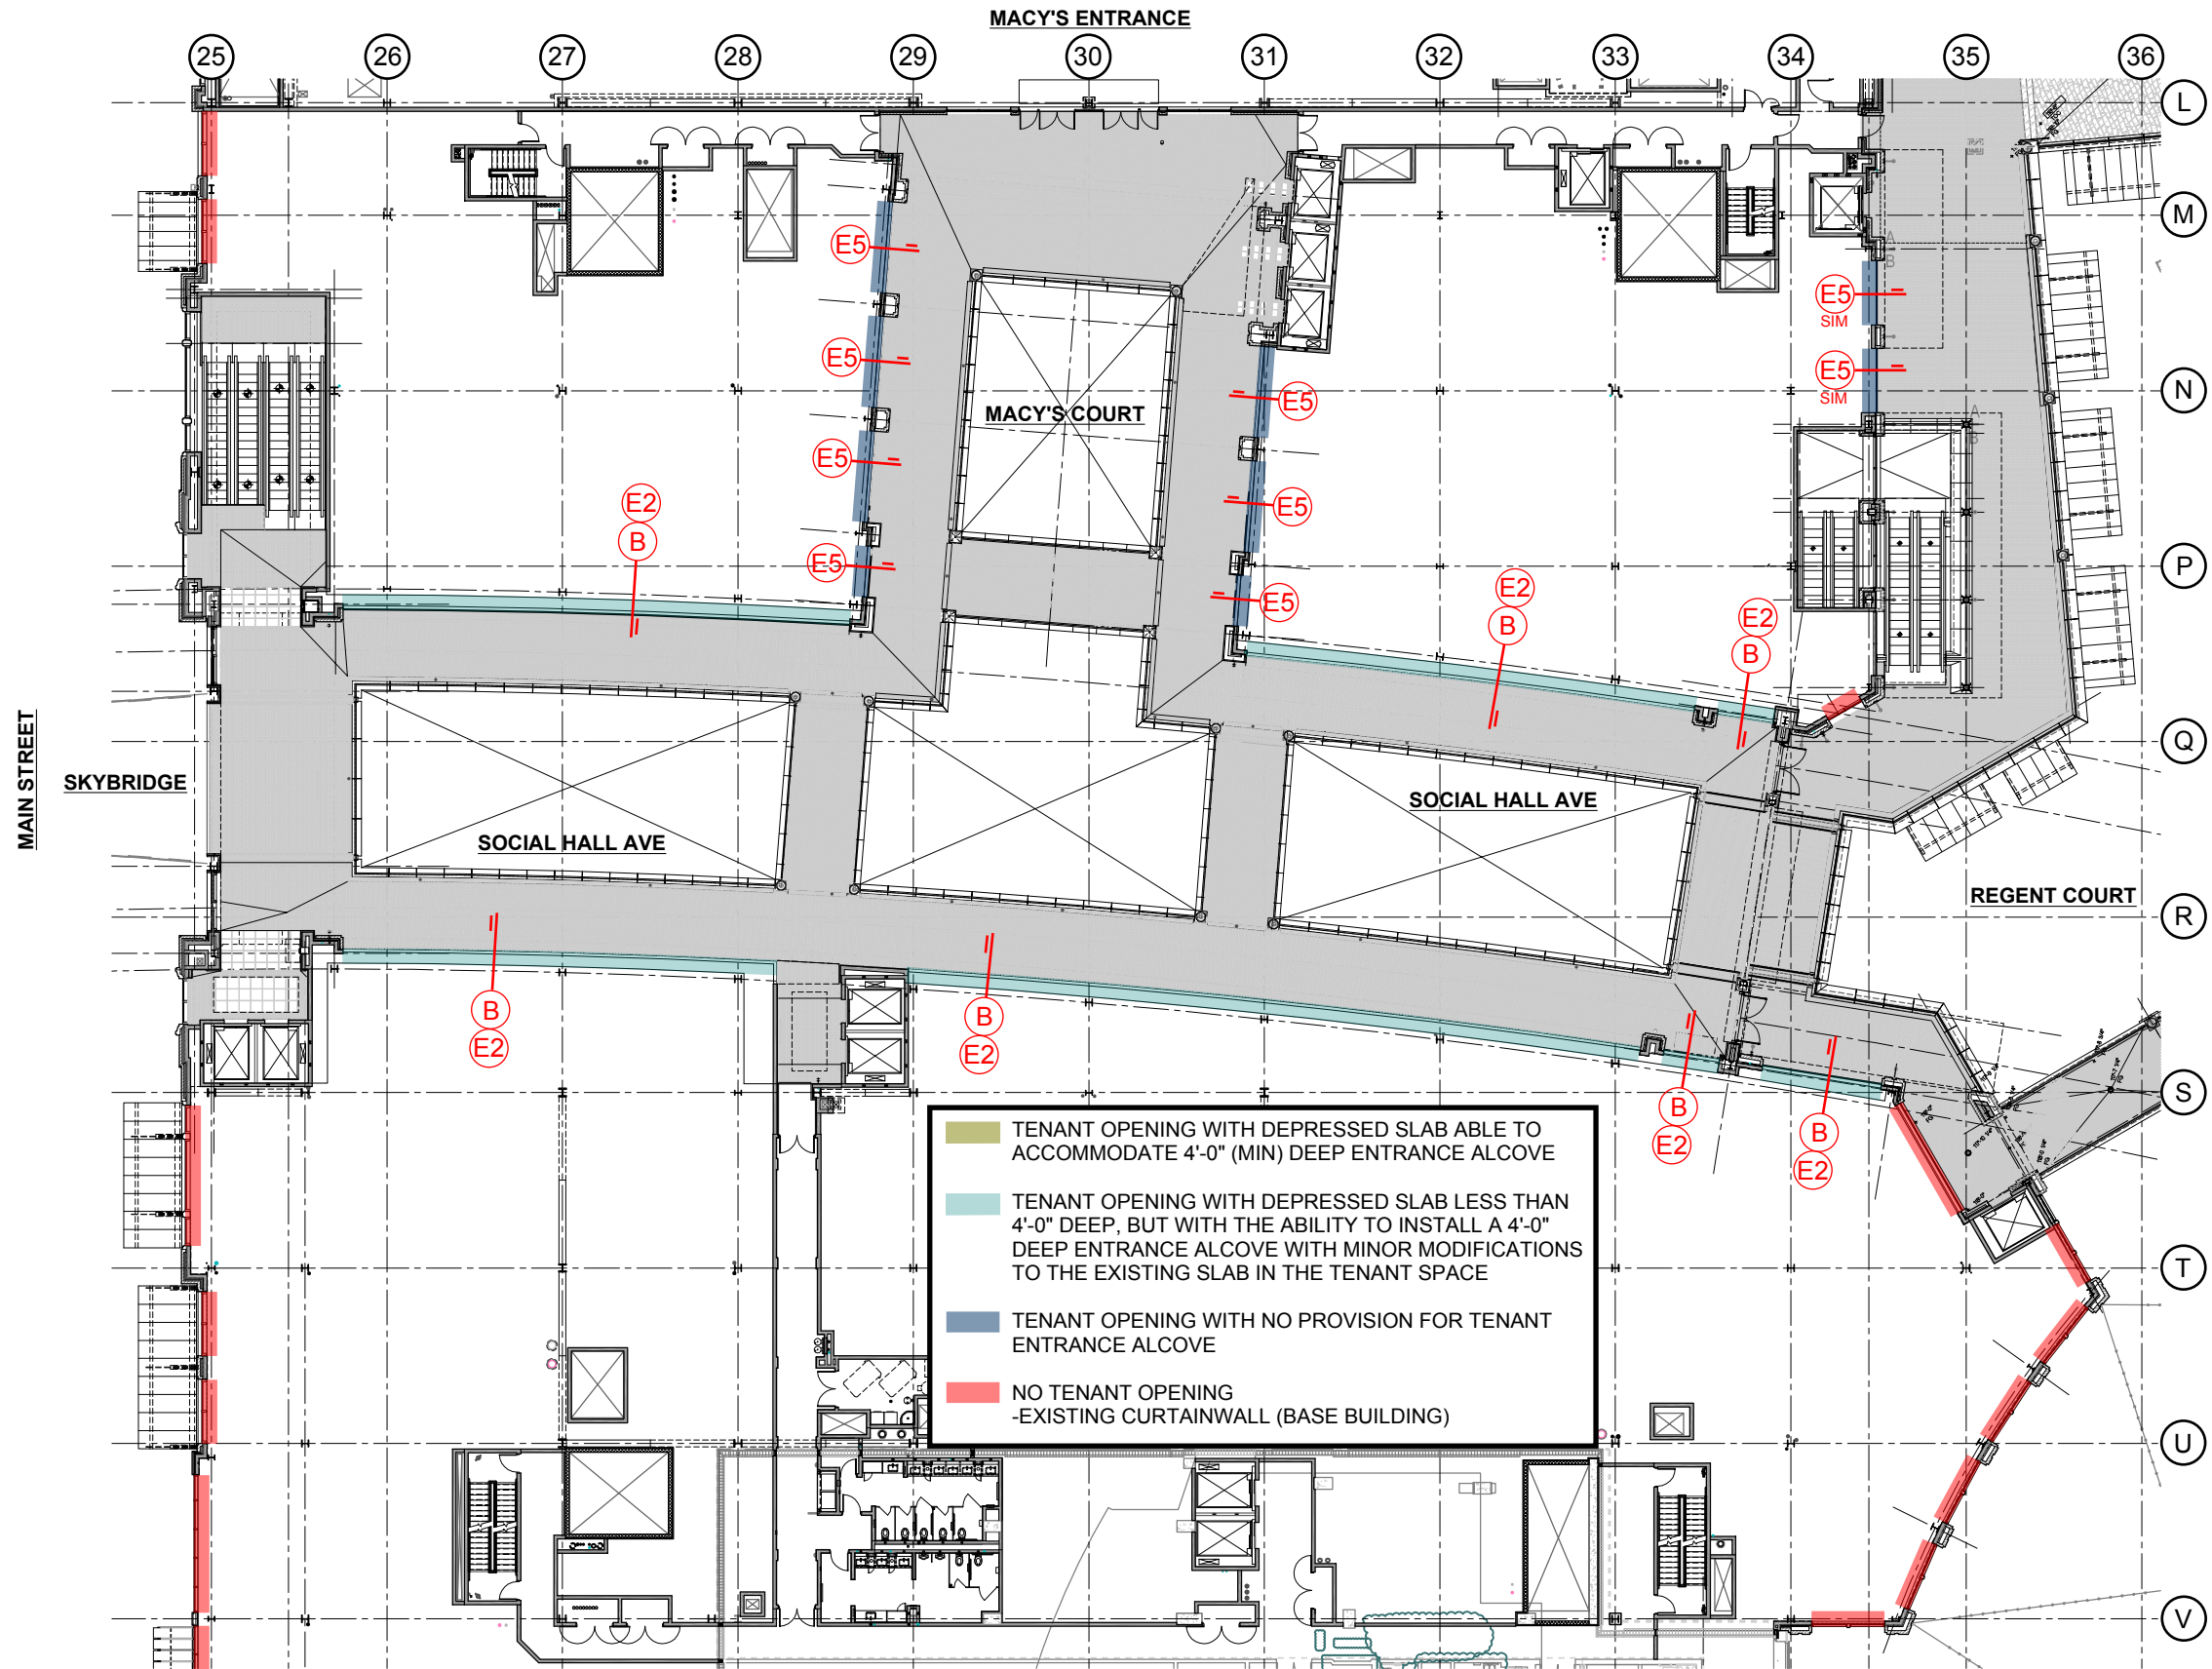 MACY'S ENTRANCE
25 26 27 28 29 30 31 32 33 34 35 36
L
M
A
B
E5
E5
SIM
E5
E5
SIM
N
E5
MACY'S COURT
A
B
E5
E2
B
E5
E5
P
E2
B
E5
E2
B
MAIN STREET
Q
SKYBRIDGE
SOCIAL HALL AVE
SOCIAL HALL AVE
REGENT COURT
R
B
E2
B
E2
S
B
E2
B
E2
TENANT OPENING WITH DEPRESSED SLAB ABLE TO
ACCOMMODATE 4'-0" (MIN) DEEP ENTRANCE ALCOVE
TENANT OPENING WITH DEPRESSED SLAB LESS THAN
4'-0" DEEP, BUT WITH THE ABILITY TO INSTALL A 4'-0"
DEEP ENTRANCE ALCOVE WITH MINOR MODIFICATIONS
TO THE EXISTING SLAB IN THE TENANT SPACE
T
TENANT OPENING WITH NO PROVISION FOR TENANT
ENTRANCE ALCOVE
NO TENANT OPENING
-EXISTING CURTAINWALL (BASE BUILDING)
U
V